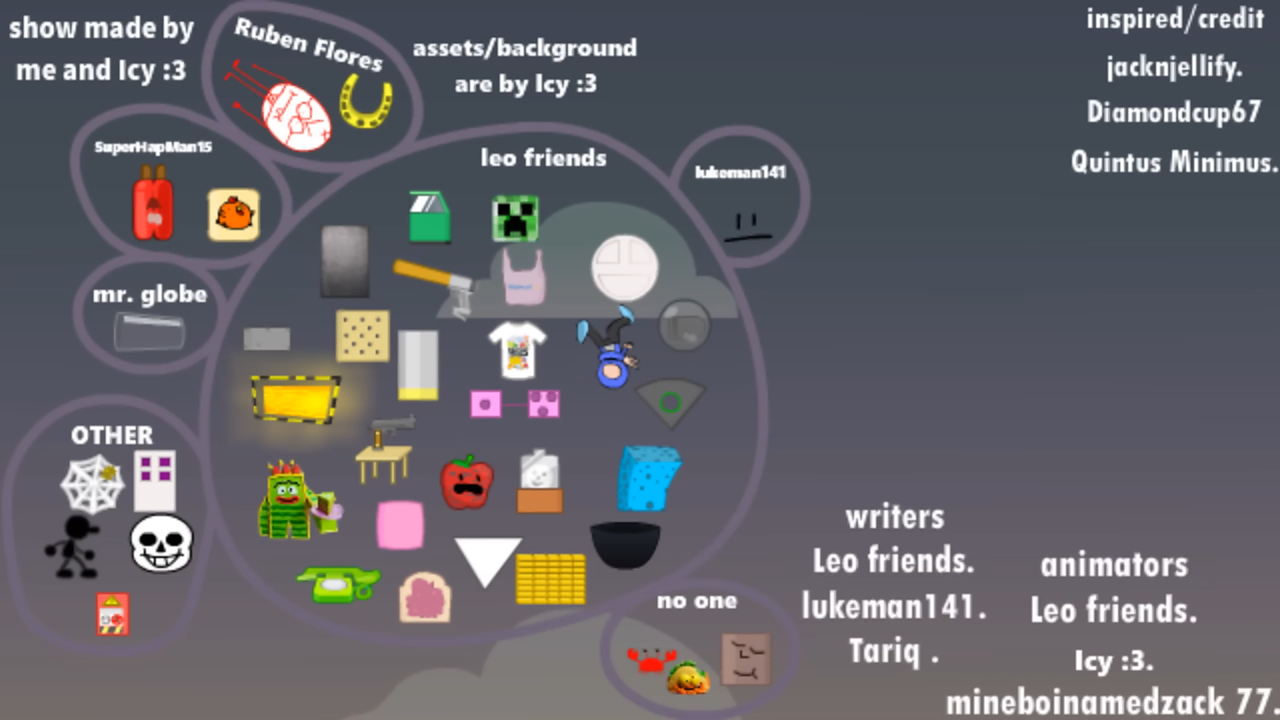 show made by
me and Icy :3
Ruben Flores
assets/background
are by Icy :3
inspired/credit
jacknjellify.
Diamondcup67
Quintus Minimus.
SuperHapMan15
leo friends
lukeman141
mr. globe
OTHER
no one
writers
Leo friends.
lukeman141.
Tariq .
animators
Leo friends.
Icy :3.
mineboinamedzack 77.